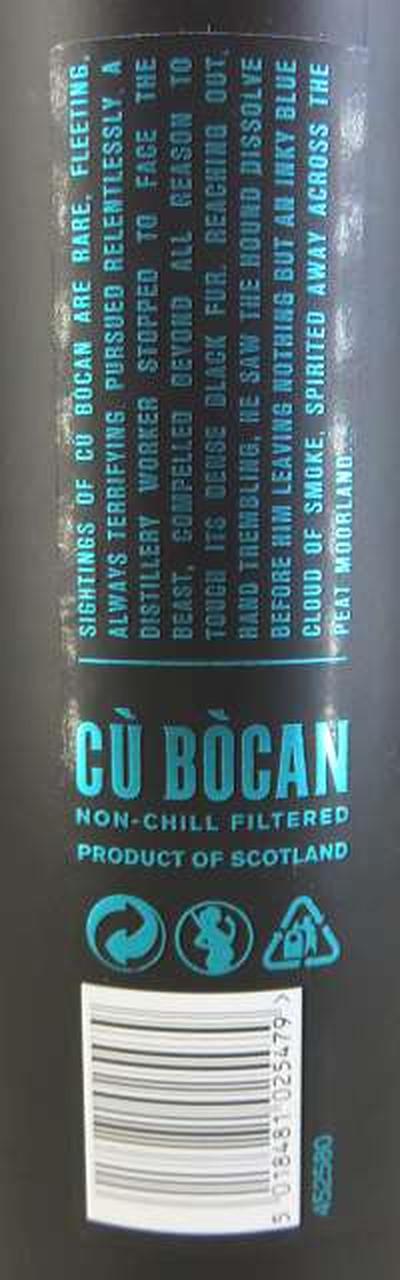 SIGHTINGS OF CÙ BÒCAN ARE RARE, FLEETING,
ALWAYS TERRIFYING. PURSUED RELENTLESSLY, A
DISTILLERY WORKER STOPPED TO FACE THE
BEAST. COMPELLED BEYOND ALL REASON TO
TOUCH ITS DENSE BLACK FUR. REACHING OUT,
HAND TREMBLING, HE SAW THE HOUND DISSOLVE
BEFORE HIM LEAVING NOTHING BUT AN INKY BLUE
CLOUD OF SMOKE, SPIRITED AWAY ACROSS THE
PEAT MOORLAND.
CÙ BÒCAN
NON-CHILL FILTERED
PRODUCT OF SCOTLAND
5 018481 025479 >
452580